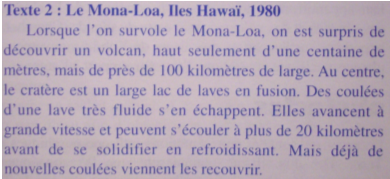 Texte 2 : Le Mona-Loa, Iles Hawaï, 1980
Lorsque l'on survole le Mona-Loa, on est surpris de
découvrir un volcan, haut seulement d'une centaine de
mètres, mais de près de 100 kilomètres de large. Au centre,
le cratère est un large lac de laves en fusion. Des coulées
d'une lave très fluide s'en échappent. Elles avancent à
grande vitesse et peuvent s'écouler à plus de 20 kilomètres
avant de se solidifier en refroidissant. Mais déjà de
nouvelles coulées viennent les recouvrir.